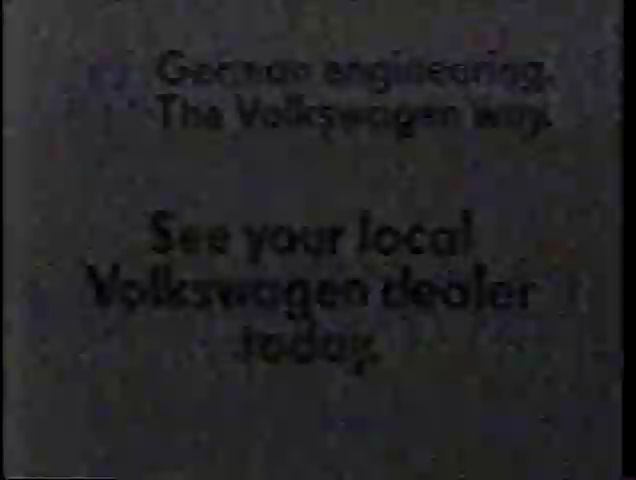 German engineering.
The Volkswagen way.
See your local
Volkswagen dealer
today.